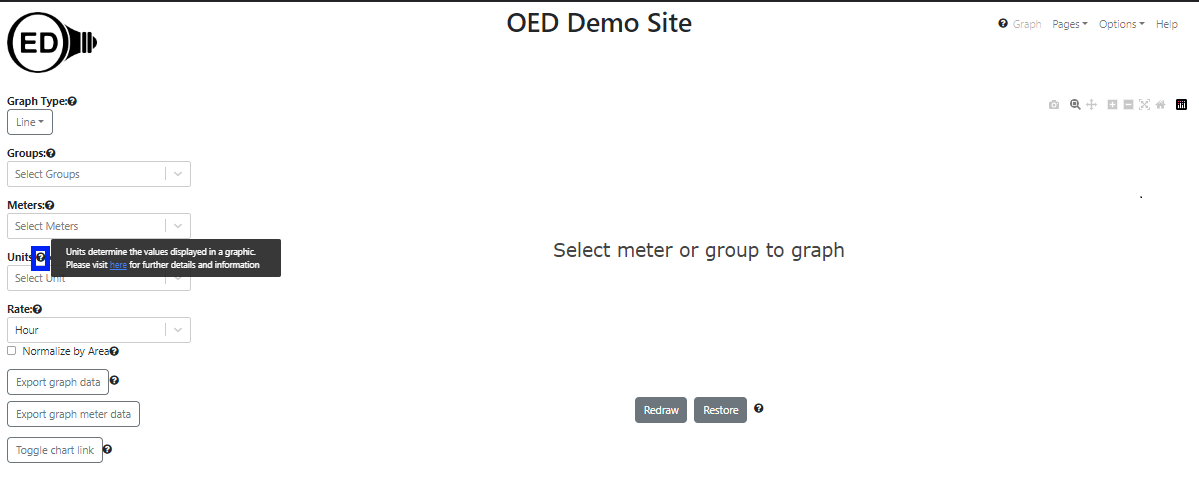 OED Demo Site
ED
Graph Pages Options Help
Graph Type:
Line
Groups:
Select Groups
Meters:
Select Meters
Units determine the values displayed in a graphic.
Please visit here for further details and information
Units
Select Unit
Select meter or group to graph
Rate:
Hour
Normalize by Area
Export graph data
Export graph meter data
Redraw Restore
Toggle chart link